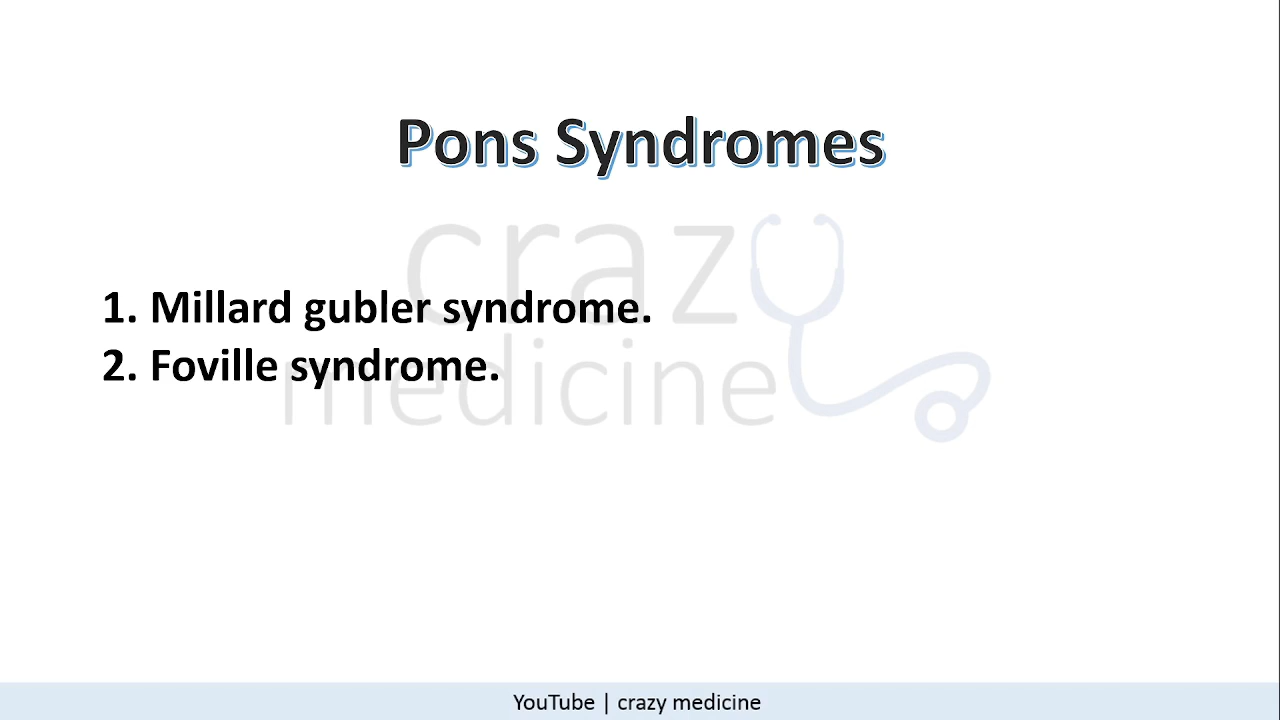 Pons Syndromes
crazy
medicine
1. Millard gubler syndrome.
2. Foville syndrome.
YouTube | crazy medicine